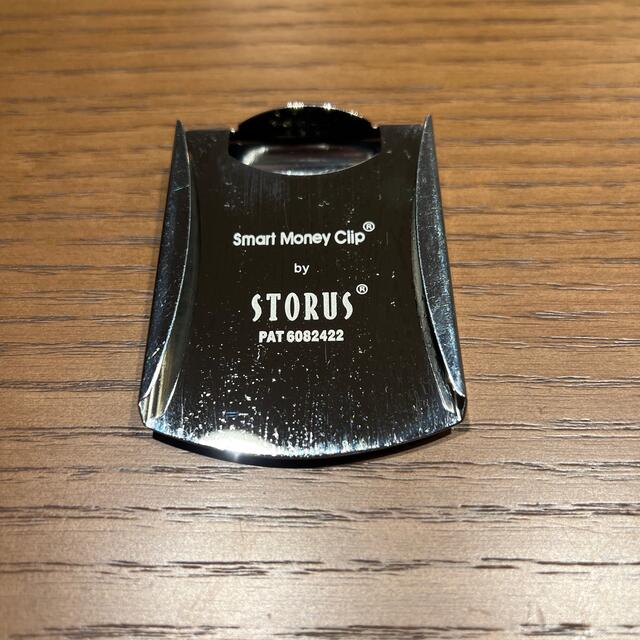 Smart Money Clip®
by
STORUS®
PAT 6082422